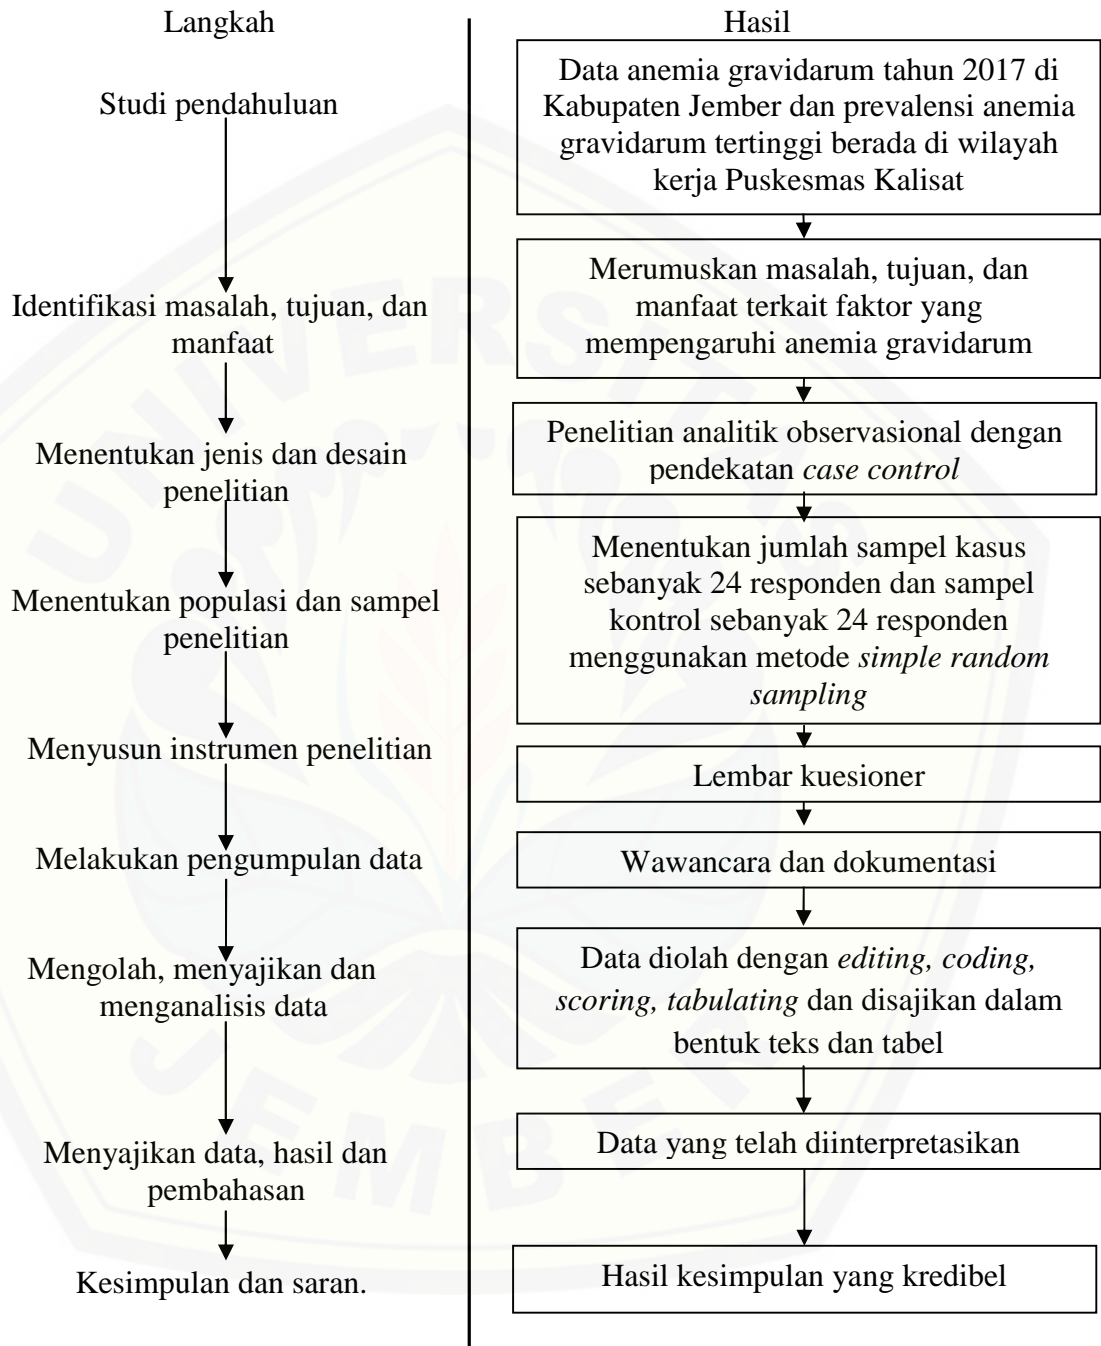 Langkah
Hasil
Studi pendahuluan
Data anemia gravidarum tahun 2017 di
Kabupaten Jember dan prevalensi anemia
gravidarum tertinggi berada di wilayah
kerja Puskesmas Kalisat
Identifikasi masalah, tujuan, dan
manfaat
Merumuskan masalah, tujuan, dan
manfaat terkait faktor yang
mempengaruhi anemia gravidarum
Menentukan jenis dan desain
penelitian
Penelitian analitik observasional dengan
pendekatan case control
Menentukan populasi dan sampel
penelitian
Menentukan jumlah sampel kasus
sebanyak 24 responden dan sampel
kontrol sebanyak 24 responden
menggunakan metode simple random
sampling
Menyusun instrumen penelitian
Lembar kuesioner
Melakukan pengumpulan data
Wawancara dan dokumentasi
Mengolah, menyajikan dan
menganalisis data
Data diolah dengan editing, coding,
scoring, tabulating dan disajikan dalam
bentuk teks dan tabel
Menyajikan data, hasil dan
pembahasan
Data yang telah diinterpretasikan
Kesimpulan dan saran.
Hasil kesimpulan yang kredibel
UNIVERSITAS
JEMBER